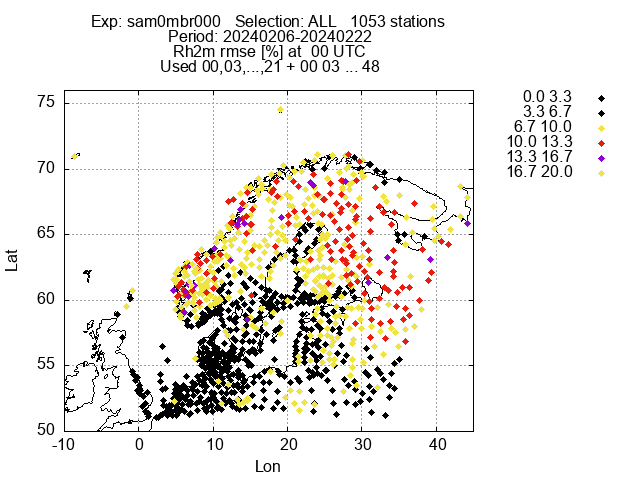 Exp: sam0mbr000   Selection: ALL   1053 stations
Period: 20240206-20240222
Rh2m rmse [%] at  00 UTC
Used 00,03,...,21 + 00 03 ... 48
0.0 3.3
3.3 6.7
6.7 10.0
10.0 13.3
13.3 16.7
16.7 20.0
75
70
65
60
55
50
Lat
-10 0 10 20 30 40
Lon